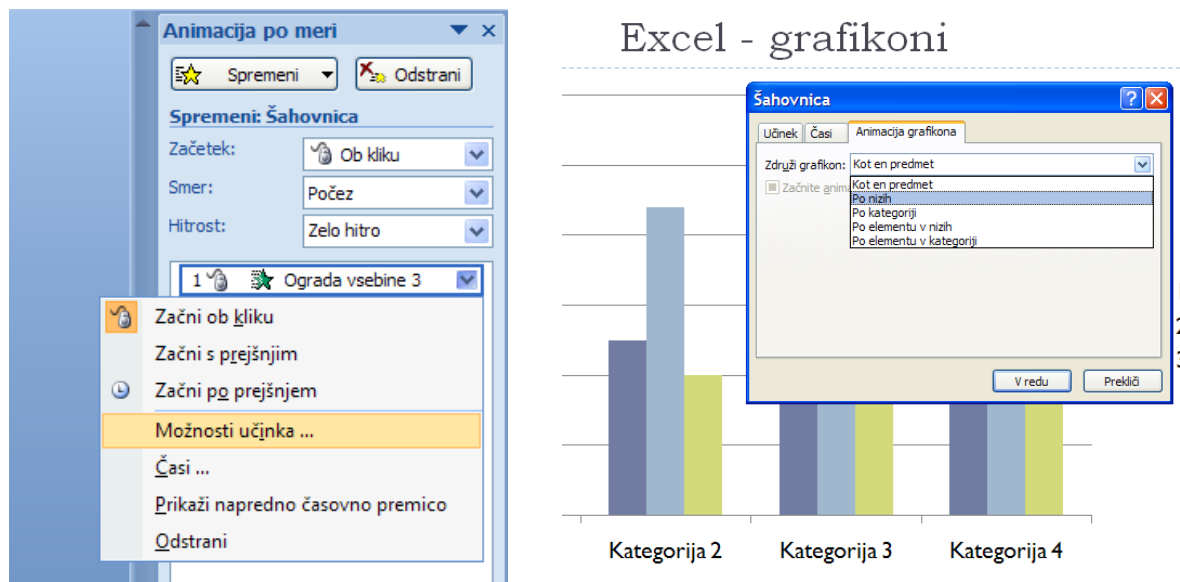 Animacija po meri
Spremeni
Odstrani
Spremeni: Šahovnica
Začetek:
Ob kliku
Smer:
Počez
Hitrost:
Zelo hitro
1
Ograda vsebine 3
Začni ob kliku
Začni s prejšnjim
Začni po prejšnjem
Možnosti učinka ...
Časi ...
Prikaži napredno časovno premico
Odstrani
Excel - grafikoni
Šahovnica
Učinek
Časi
Animacija grafikona
Združi grafikon:
Kot en predmet
Začnite
Kot en predmet
Po nizih
Po kategoriji
Po elementu v nizih
Po elementu v kategoriji
V redu
Prekliči
Kategorija 2
Kategorija 3
Kategorija 4